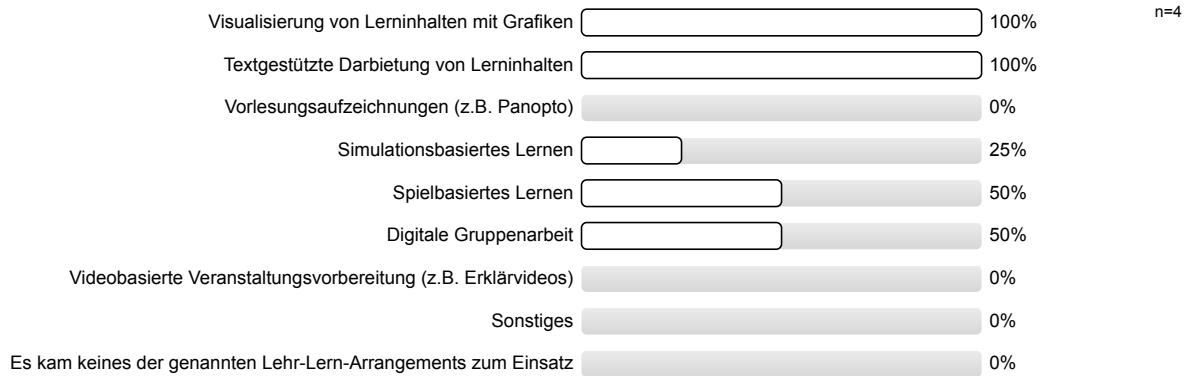 Visualisierung von Lerninhalten mit Grafiken 100% n=4
Textgestützte Darbietung von Lerninhalten 100%
Vorlesungsaufzeichnungen (z.B. Panopto) 0%
Simulationsbasiertes Lernen 25%
Spielbasiertes Lernen 50%
Digitale Gruppenarbeit 50%
Videobasierte Veranstaltungsvorbereitung (z.B. Erklärvideos) 0%
Sonstiges 0%
Es kam keines der genannten Lehr-Lern-Arrangements zum Einsatz 0%